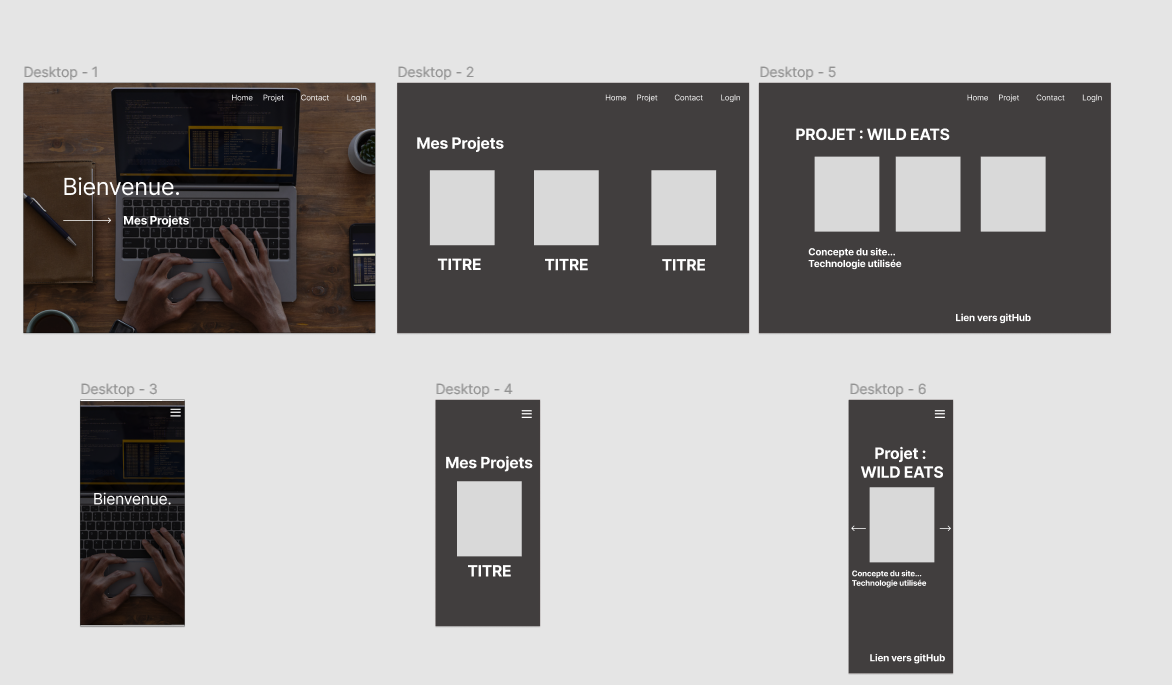 Desktop - 1
Home Projet Contact LogIn
Bienvenue.
Mes Projets
Desktop - 2
Home Projet Contact LogIn
Mes Projets
TITRE TITRE TITRE
Desktop - 5
Home Projet Contact LogIn
PROJET : WILD EATS
Concepte du site...
Technologie utilisée
Lien vers gitHub
Desktop - 3
Bienvenue.
Desktop - 4
Mes Projets
TITRE
Desktop - 6
Projet :
WILD EATS
Concepte du site...
Technologie utilisée
Lien vers gitHub